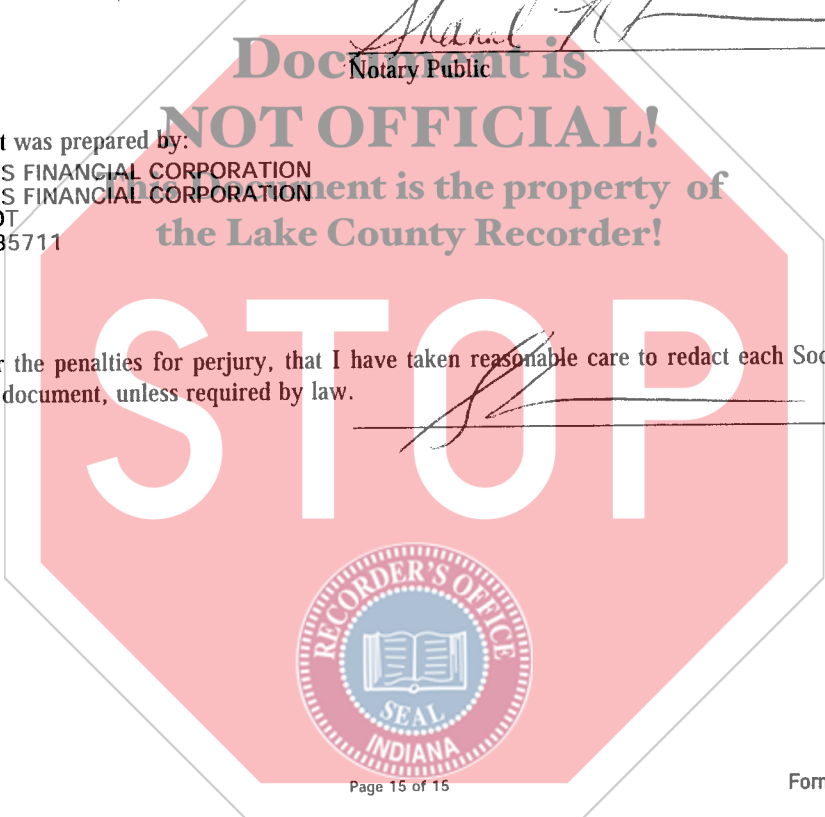 Document is
Notary Public
NOT OFFICIAL!
t was prepared by:
S FINANCIAL CORPORATION
This Document is the property of
S FINANCIAL CORPORATION
OT
the Lake County Recorder!
35711
STOP
r the penalties for perjury, that I have taken reasonable care to redact each Soc
document, unless required by law.
RECORDER'S OFFICE
SEAL
INDIANA
Page 15 of 15
Form